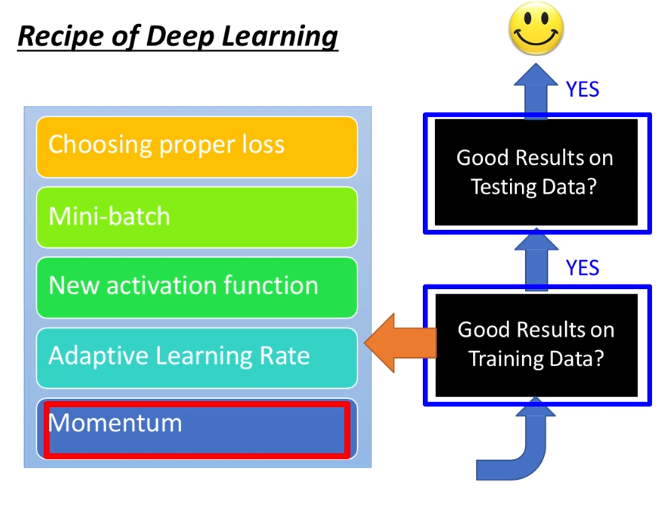 Recipe of Deep Learning
YES
Choosing proper loss
Good Results on
Testing Data?
Mini-batch
YES
New activation function
Good Results on
Training Data?
Adaptive Learning Rate
Momentum